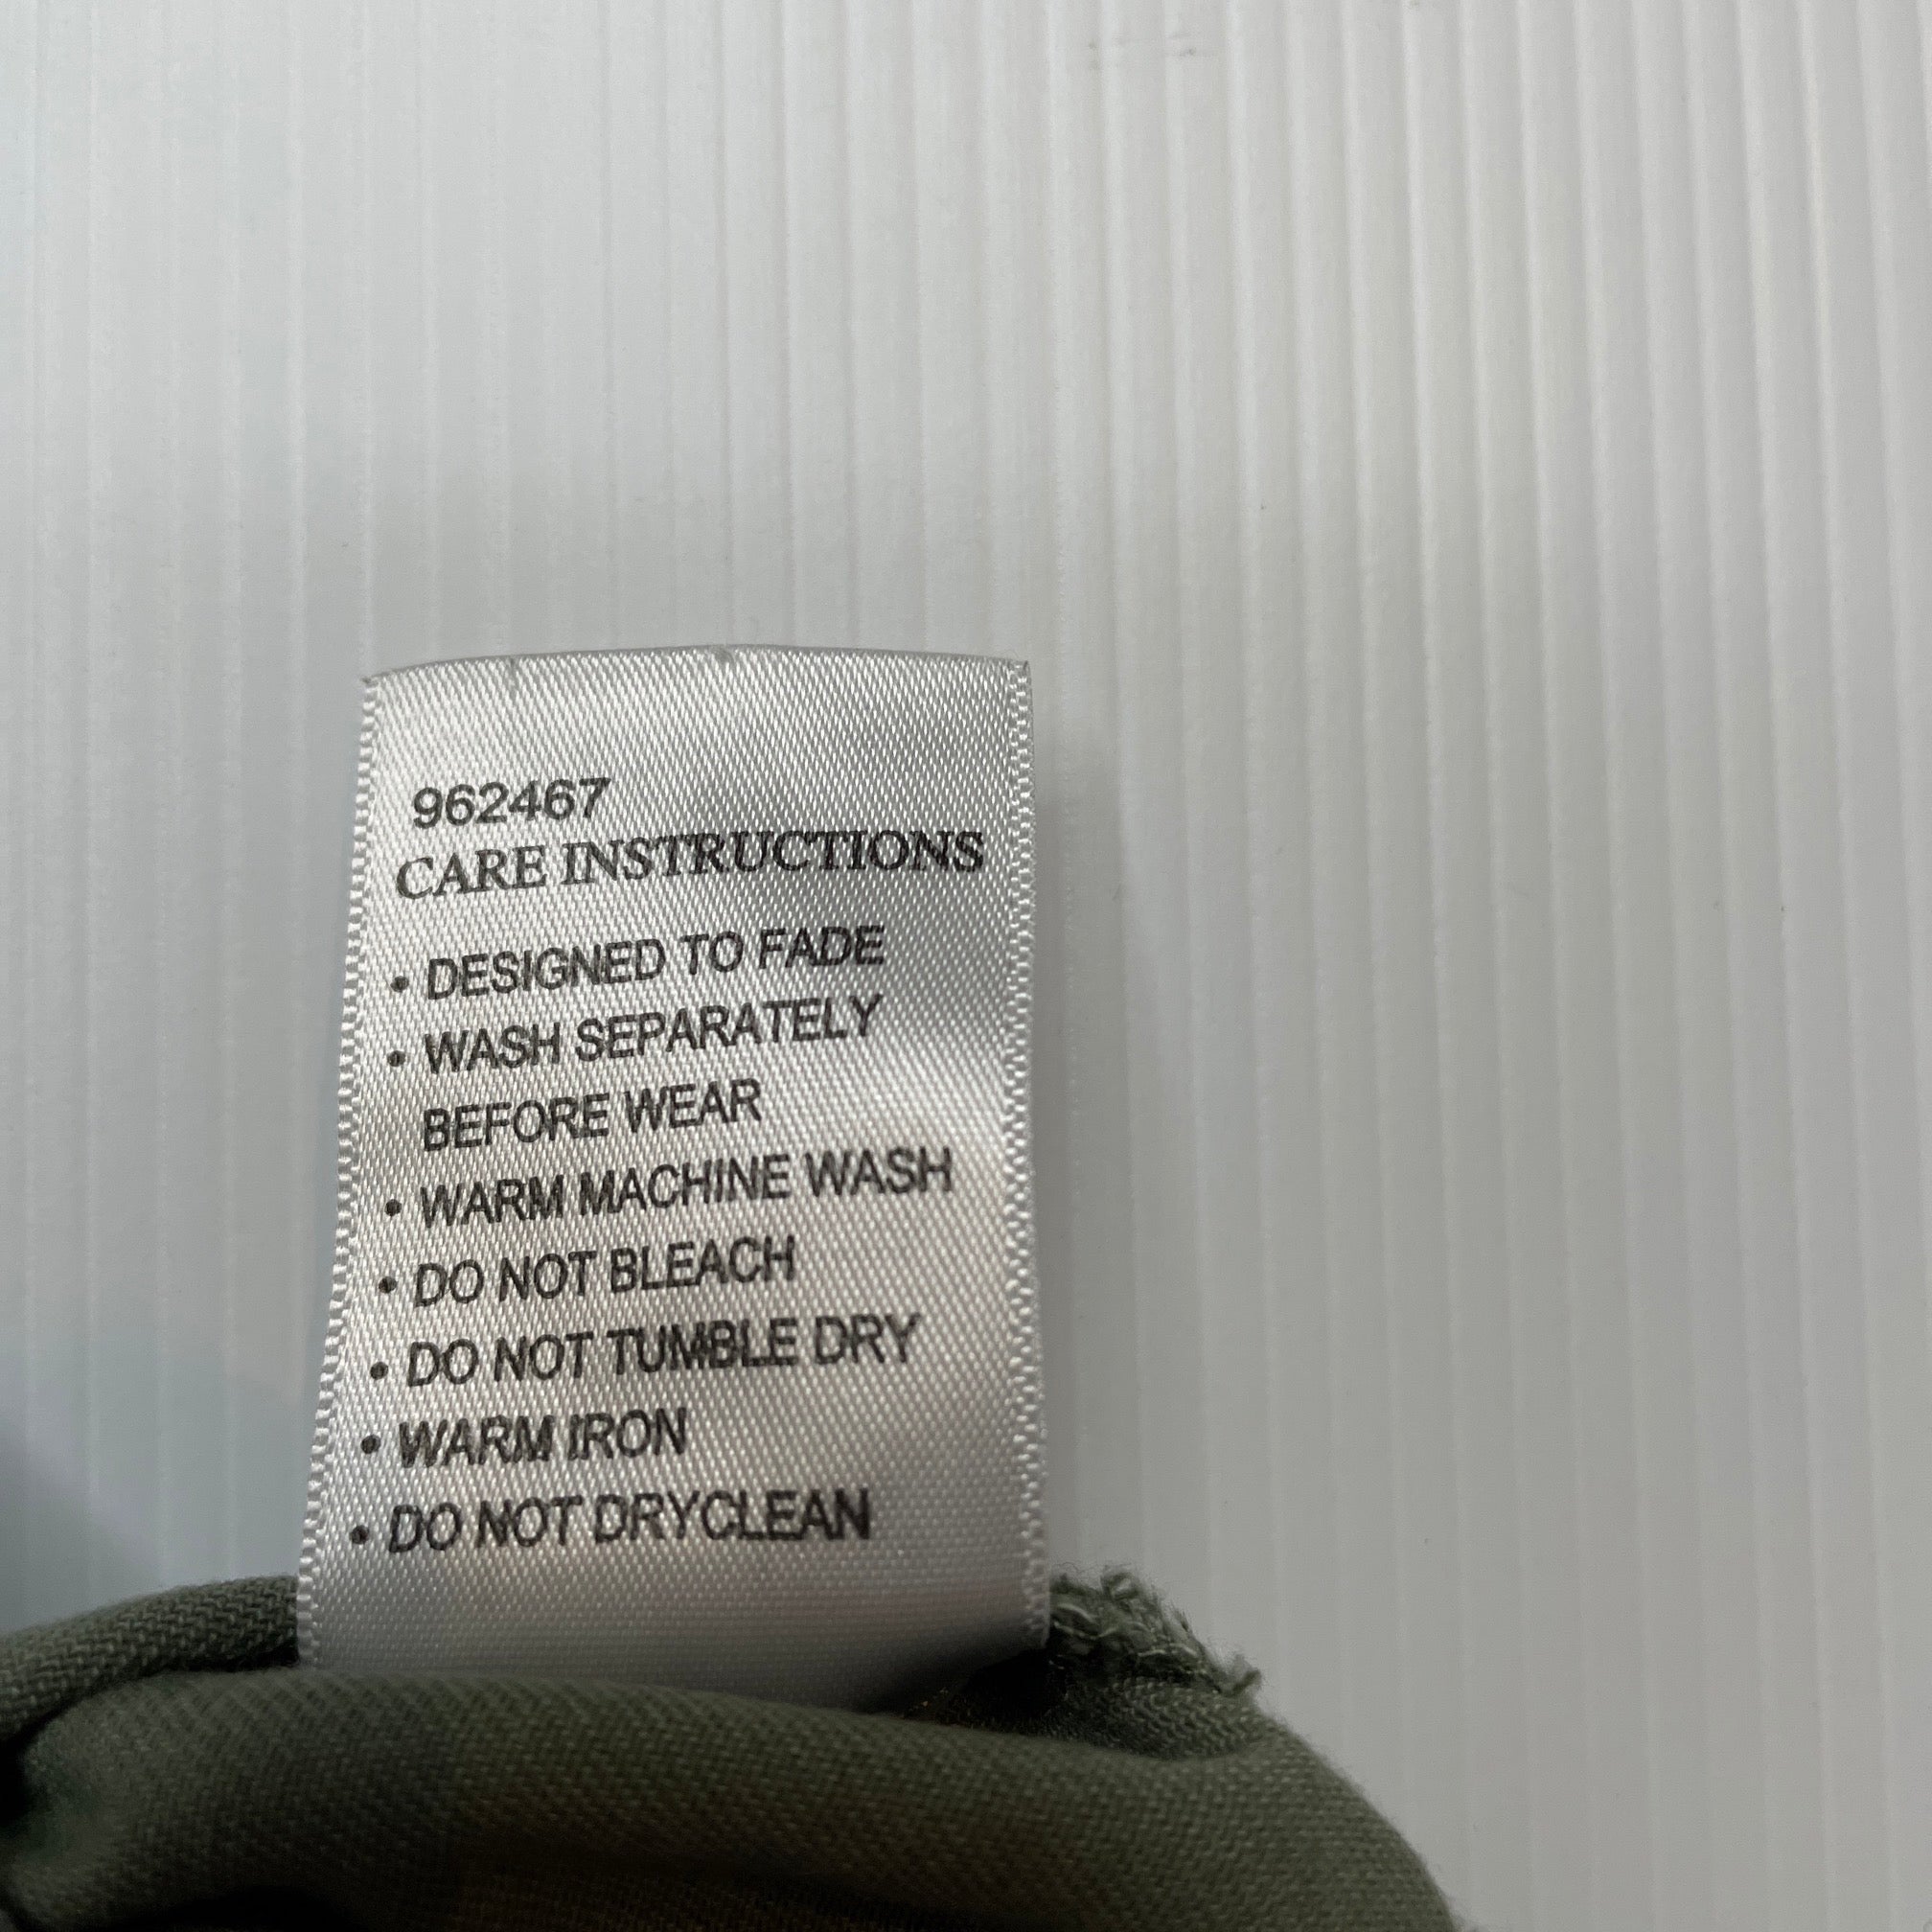 962467
CARE INSTRUCTIONS
• DESIGNED TO FADE
• WASH SEPARATELY
BEFORE WEAR
• WARM MACHINE WASH
• DO NOT BLEACH
• DO NOT TUMBLE DRY
• WARM IRON
• DO NOT DRYCLEAN